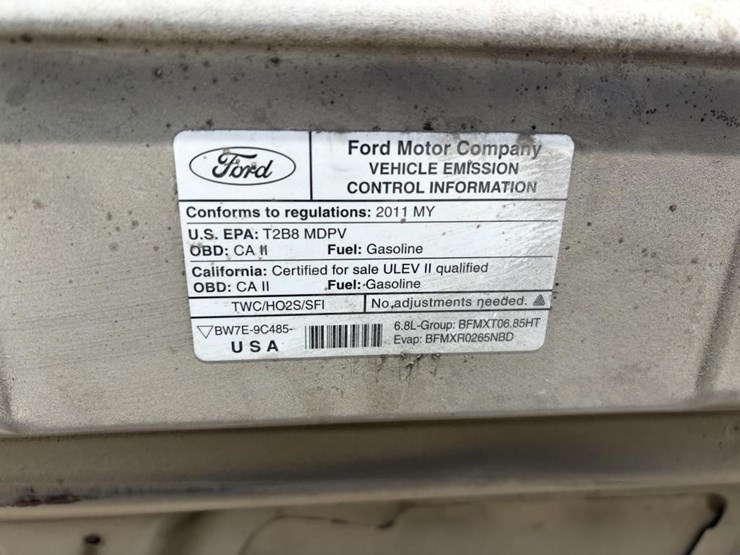 Ford
Ford Motor Company
VEHICLE EMISSION
CONTROL INFORMATION
Conforms to regulations: 2011 MY
U.S. EPA: T2B8 MDPV
OBD: CA II Fuel: Gasoline
California: Certified for sale ULEV II qualified
OBD: CA II Fuel: Gasoline
TWC/HO2S/SFI No adjustments needed.
BW7E-9C485-
USA
6.8L-Group: BFMXT06.85HT
Evap: BFMXR0265NBD